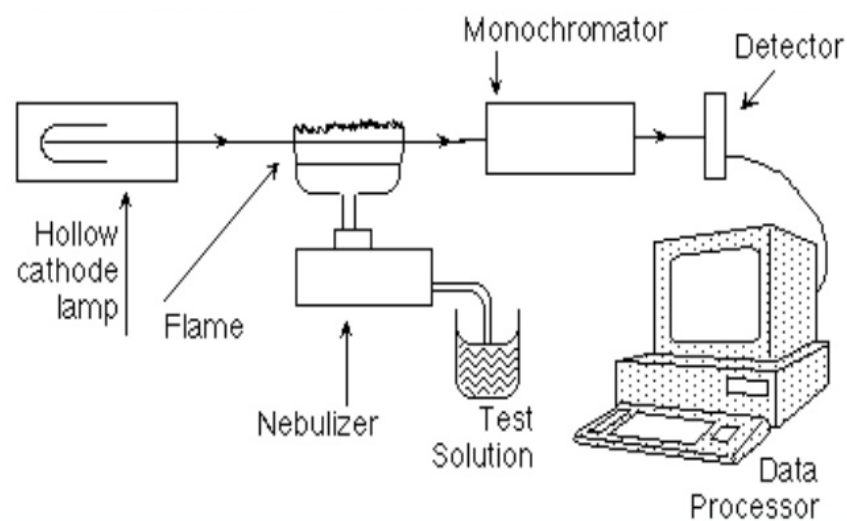 Monochromator
Detector
Hollow
cathode
lamp
Flame
Nebulizer
Test
Solution
Data
Processor